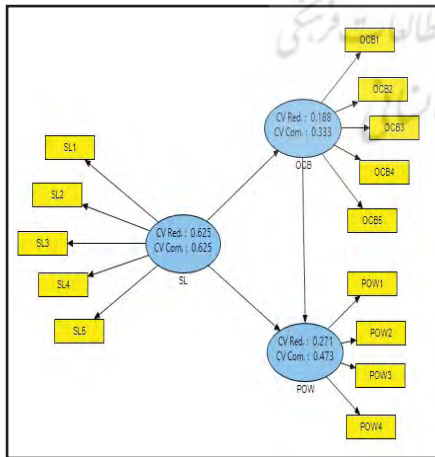 مطالعات فرهنگی
OCB1
OCB2
CV Red. : 0.188
CV Com. : 0.333
OCB3
OCB
OCB4
OCB5
SL1
SL2
CV Red. : 0.625
CV Com. : 0.625
SL3
SL
SL4
SL5
POW1
CV Red. : 0.271
CV Com. : 0.473
POW2
POW3
POW
POW4